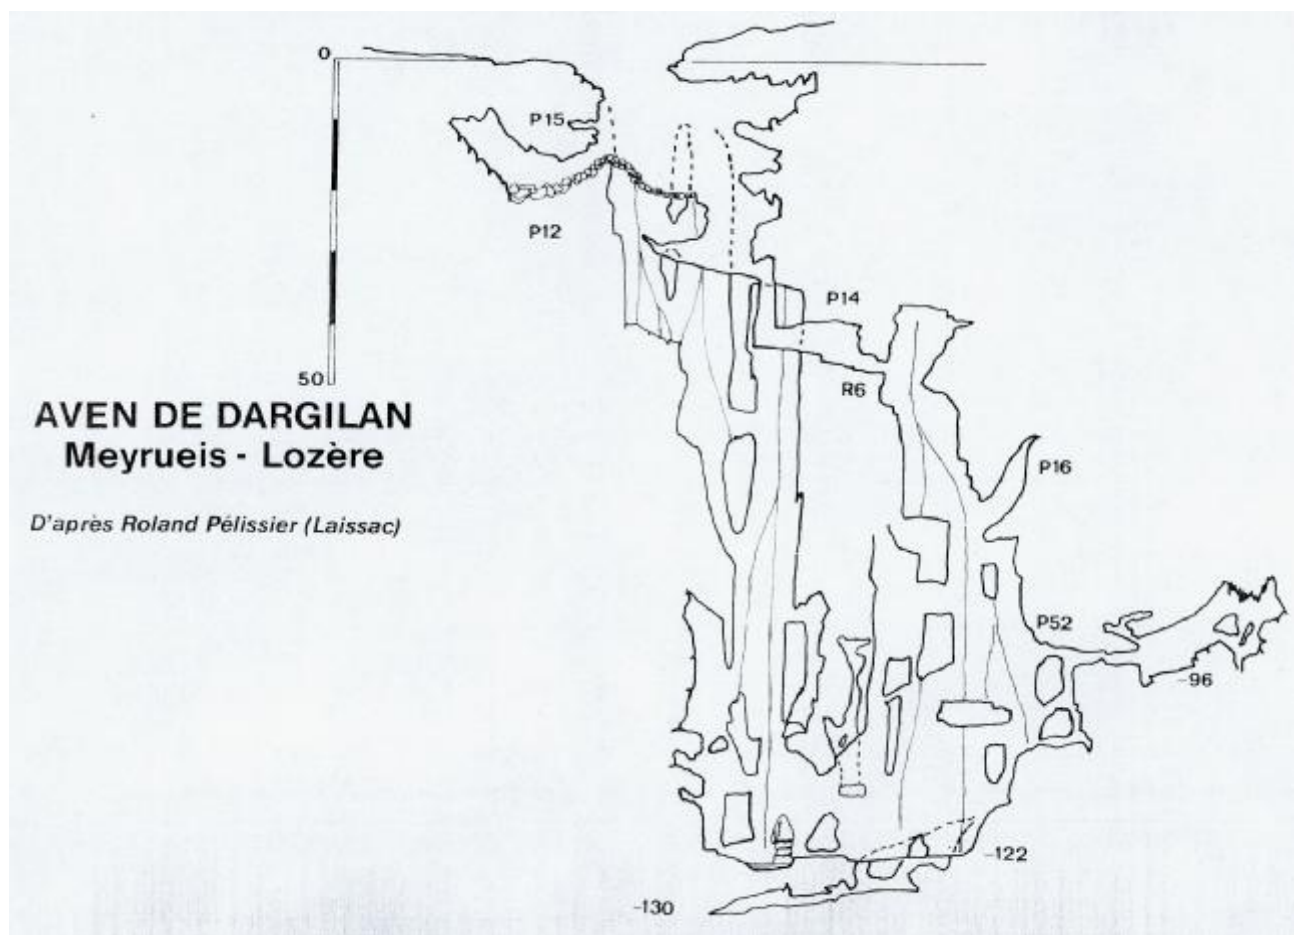 0
P15
P12
P14
50
R6
AVEN DE DARGILAN
Meyrueis - Lozère
P16
D'après Roland Pélissier (Laissac)
P52
-96
-122
-130